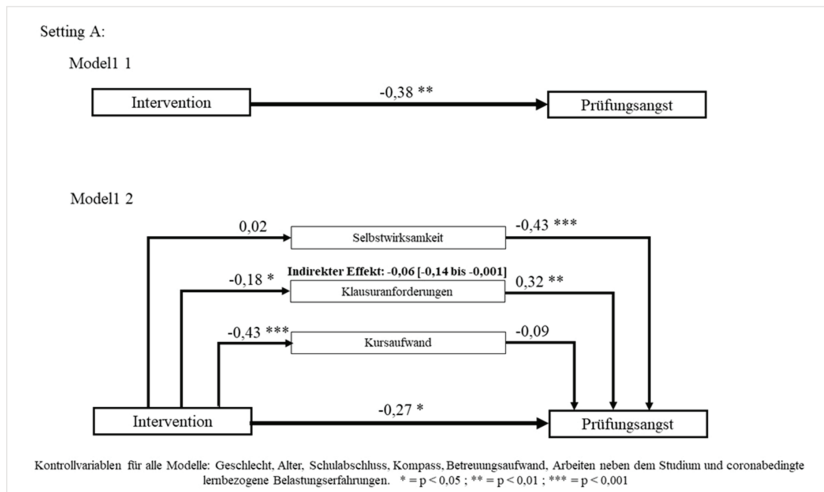 Setting A:
Model1 1
-0,38 **
Intervention
Prüfungsangst
Model1 2
0,02
-0,43 ***
Selbstwirksamkeit
Indirekter Effekt: -0,06 [-0,14 bis -0,001]
-0,18 *
0,32 **
Klausuranforderungen
-0,43 ***
-0,09
Kursaufwand
-0,27 *
Intervention
Prüfungsangst
Kontrollvariablen für alle Modelle: Geschlecht, Alter, Schulabschluss, Kompass, Betreuungsaufwand, Arbeiten neben dem Studium und coronabedingte
lernbezogene Belastungserfahrungen. * = p < 0,05 ; ** = p < 0,01 ; *** = p < 0,001